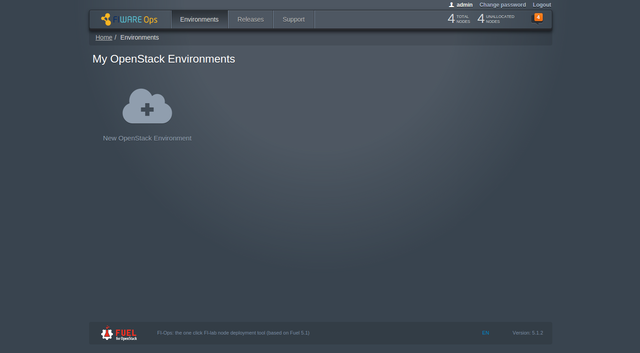 admin Change password Logout
FIWARE Ops Environments Releases Support 4 TOTAL NODES 4 UNALLOCATED NODES 4
Home / Environments
My OpenStack Environments
New OpenStack Environment
FUEL for OpenStack FI-Ops: the one click FI-lab node deployment tool (based on Fuel 5.1) EN Version: 5.1.2